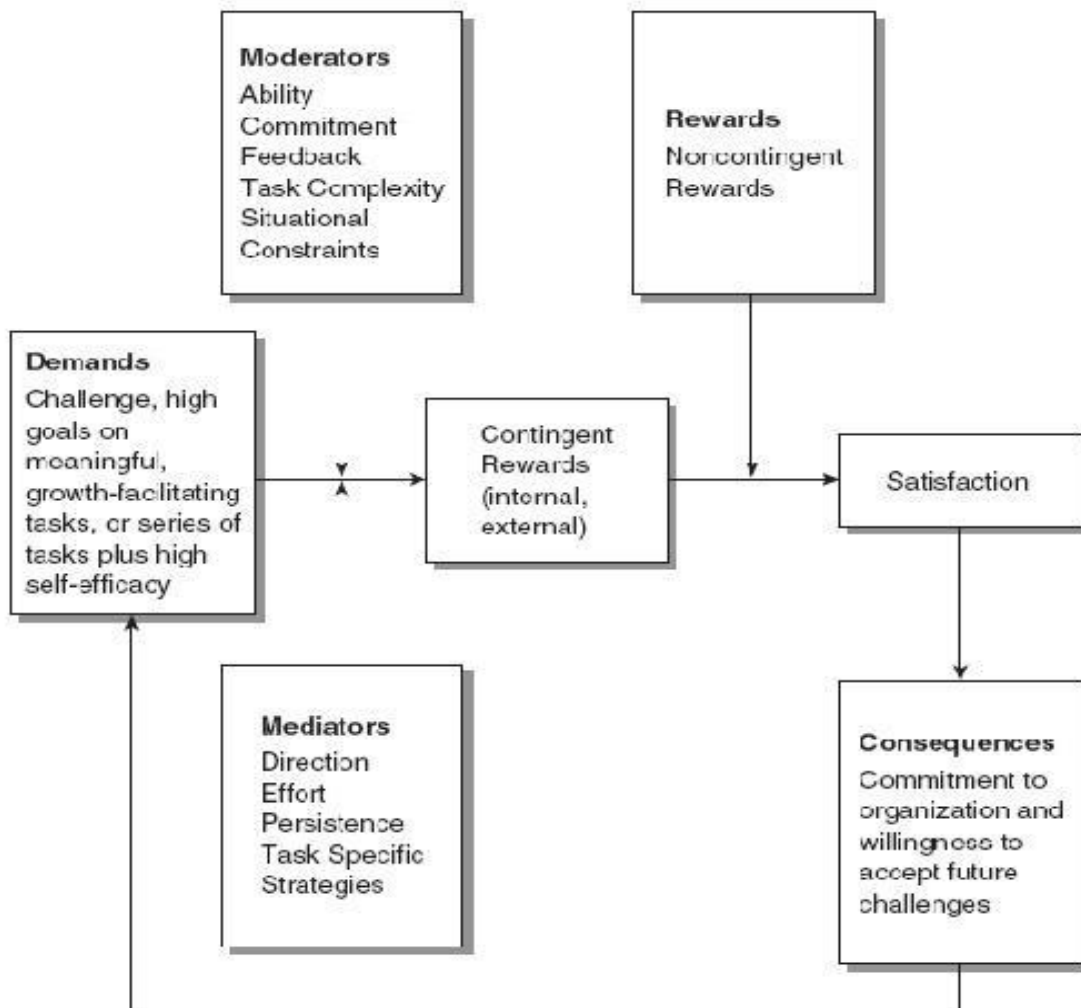 Moderators
Ability
Commitment
Feedback
Task Complexity
Situational
Constraints
Rewards
Noncontingent
Rewards
Demands
Challenge, high
goals on
meaningful,
growth-facilitating
tasks, or series of
tasks plus high
self-efficacy
Contingent
Rewards
(internal,
external)
Satisfaction
Mediators
Direction
Effort
Persistence
Task Specific
Strategies
Consequences
Commitment to
organization and
willingness to
accept future
challenges